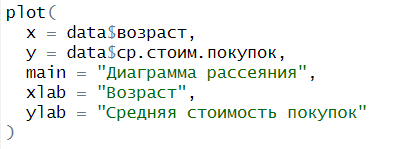 plot(
  x = data$возраст,
  y = data$ср.стоим.покупок,
  main = "Диаграмма рассеяния",
  xlab = "Возраст",
  ylab = "Средняя стоимость покупок"
)